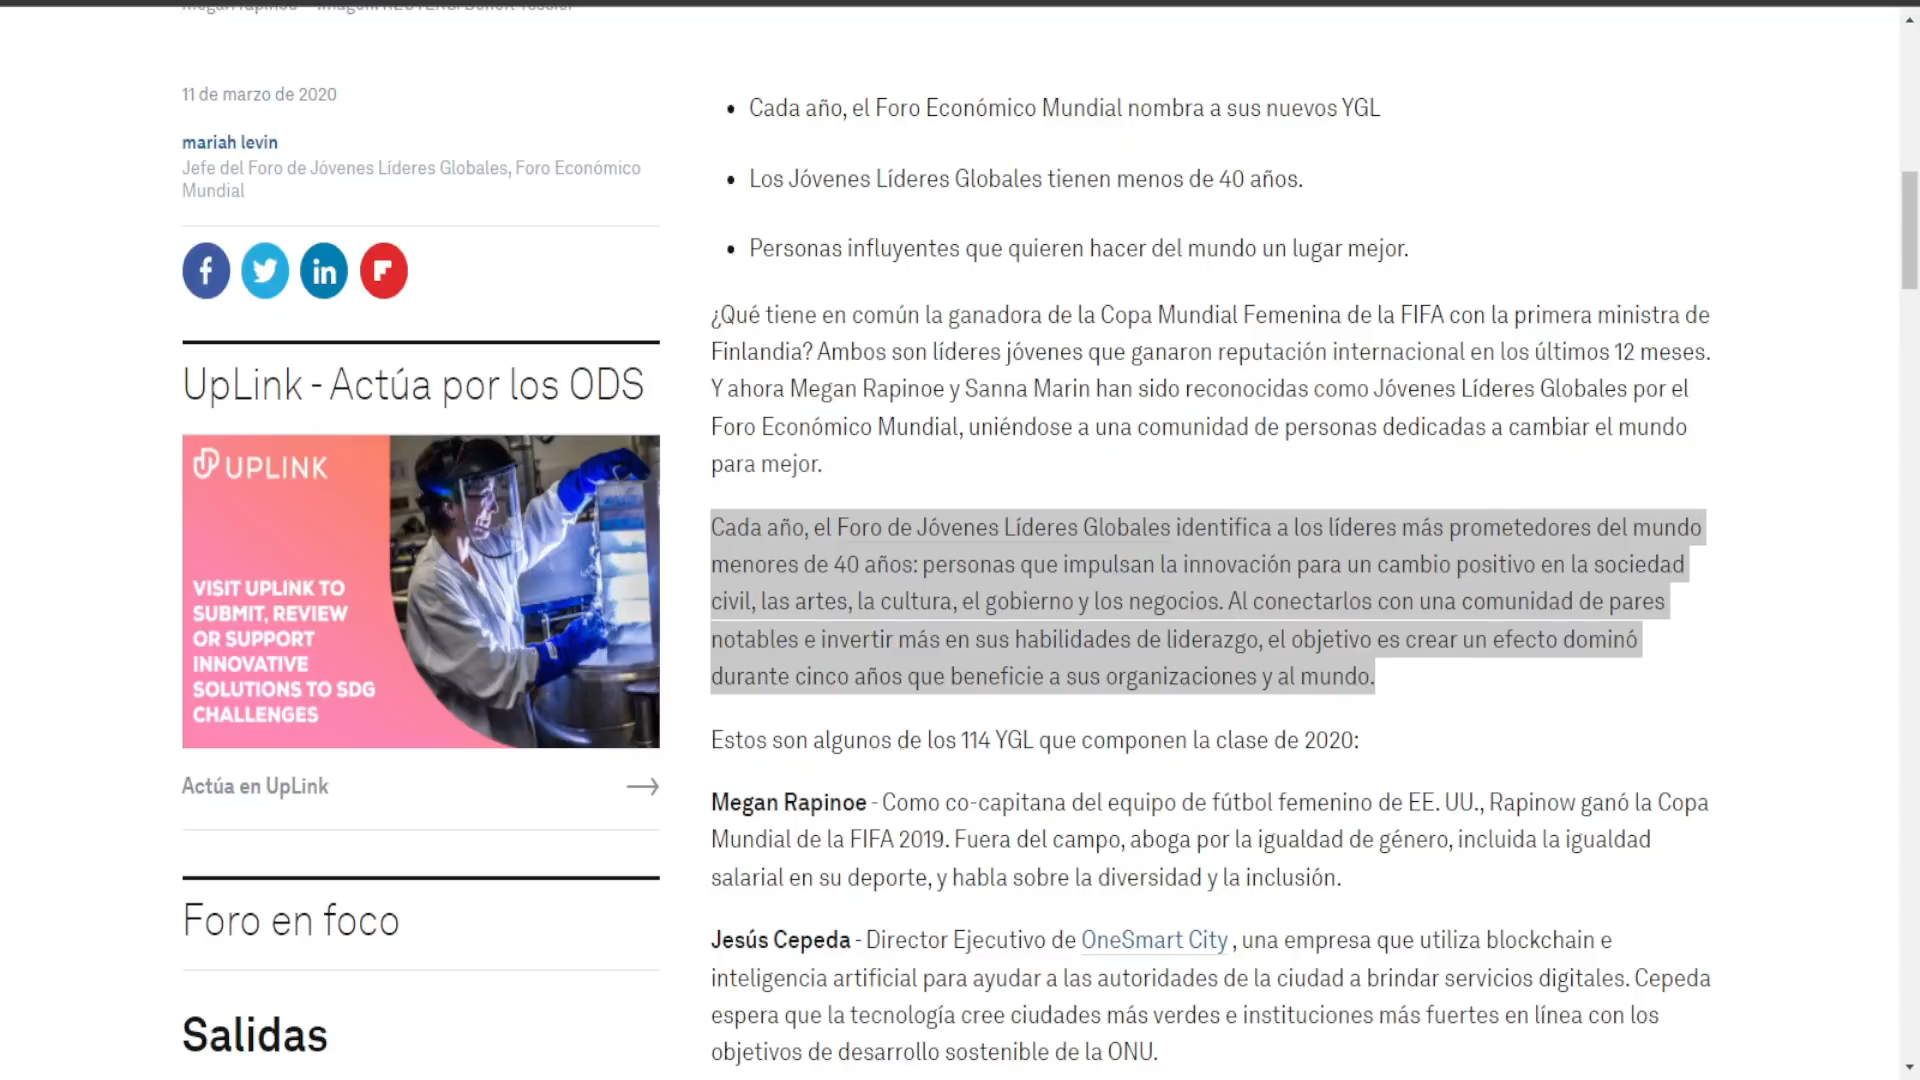 11 de marzo de 2020
mariah levin
Jefe del Foro de Jóvenes Líderes Globales, Foro Económico
Mundial
UpLink - Actúa por los ODS
UPLINK
VISIT UPLINK TO
SUBMIT, REVIEW
OR SUPPORT
INNOVATIVE
SOLUTIONS TO SDG
CHALLENGES
Actúa en UpLink
Foro en foco
Salidas
Cada año, el Foro Económico Mundial nombra a sus nuevos YGL
Los Jóvenes Líderes Globales tienen menos de 40 años.
Personas influyentes que quieren hacer del mundo un lugar mejor.
¿Qué tiene en común la ganadora de la Copa Mundial Femenina de la FIFA con la primera ministra de
Finlandia? Ambos son líderes jóvenes que ganaron reputación internacional en los últimos 12 meses.
Y ahora Megan Rapinoe y Sanna Marin han sido reconocidas como Jóvenes Líderes Globales por el
Foro Económico Mundial, uniéndose a una comunidad de personas dedicadas a cambiar el mundo
para mejor.
Cada año, el Foro de Jóvenes Líderes Globales identifica a los líderes más prometedores del mundo
menores de 40 años: personas que impulsan la innovación para un cambio positivo en la sociedad
civil, las artes, la cultura, el gobierno y los negocios. Al conectarlos con una comunidad de pares
notables e invertir más en sus habilidades de liderazgo, el objetivo es crear un efecto dominó
durante cinco años que beneficie a sus organizaciones y al mundo.
Estos son algunos de los 114 YGL que componen la clase de 2020:
Megan Rapinoe - Como co-capitana del equipo de fútbol femenino de EE. UU., Rapinow ganó la Copa
Mundial de la FIFA 2019. Fuera del campo, aboga por la igualdad de género, incluida la igualdad
salarial en su deporte, y habla sobre la diversidad y la inclusión.
Jesús Cepeda - Director Ejecutivo de OneSmart City , una empresa que utiliza blockchain e
inteligencia artificial para ayudar a las autoridades de la ciudad a brindar servicios digitales. Cepeda
espera que la tecnología cree ciudades más verdes e instituciones más fuertes en línea con los
objetivos de desarrollo sostenible de la ONU.